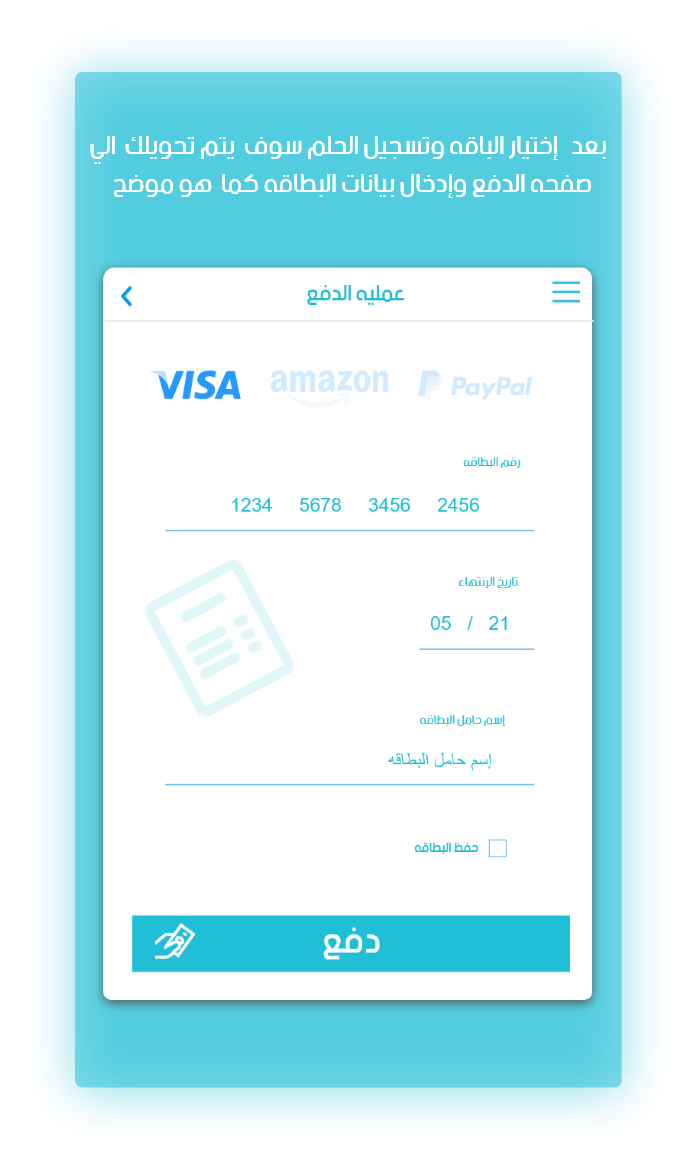 بعد إختيار الباقه وتسجيل الحلم سوف يتم تحويلك الي
صفحه الدفع وإدخال بيانات البطاقه كما هو موضح
عمليه الدفع
VISA amazon PayPal
رقم البطاقه
1234 5678 3456 2456
تاريخ الإنتهاء
05 / 21
إسم حامل البطاقه
إسم حامل البطاقه
حفظ البطاقه
دفع